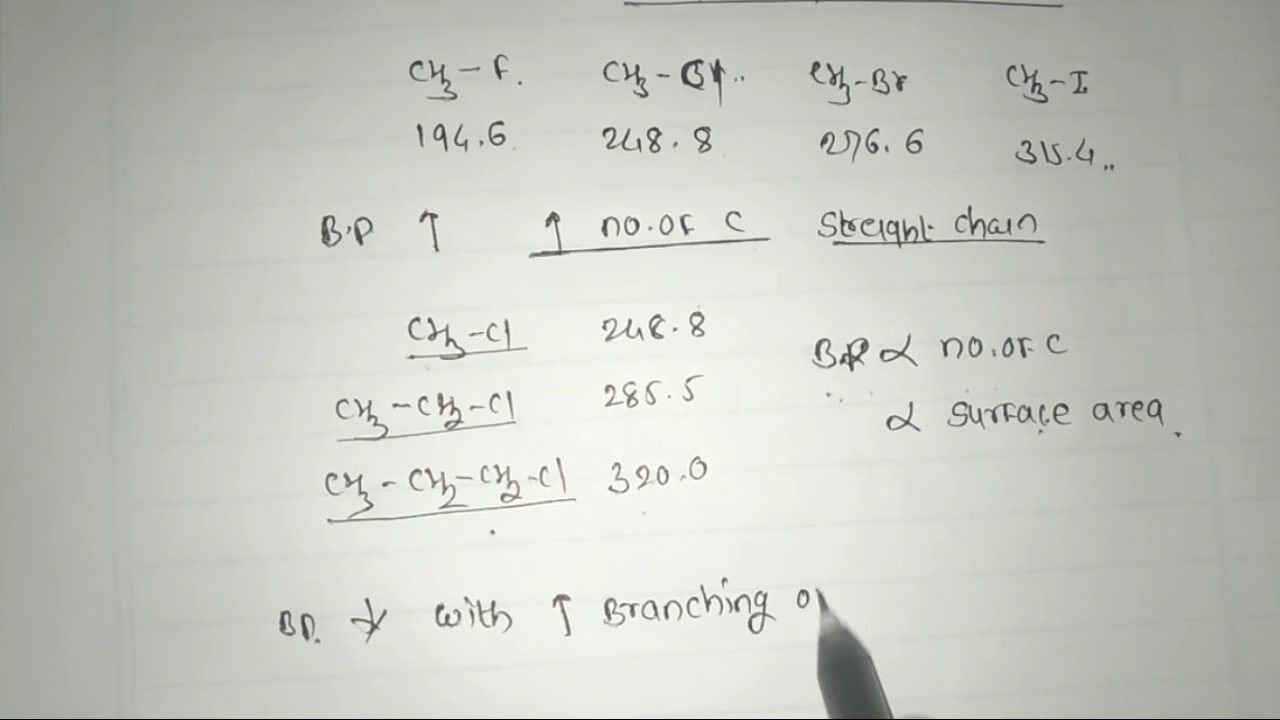 CH3-F. CH3-Cl.. CH3-Br CH3-I
194.6 248.8 276.6 315.4..
B.P ↑ ↑ no.of C Streight chain
CH3-Cl 248.8 B.P ∝ no.of C
CH3-CH2-Cl 285.5 ∝ surface area.
CH3-CH2-CH2-Cl 320.0
B.P. ↓ with ↑ Branching o